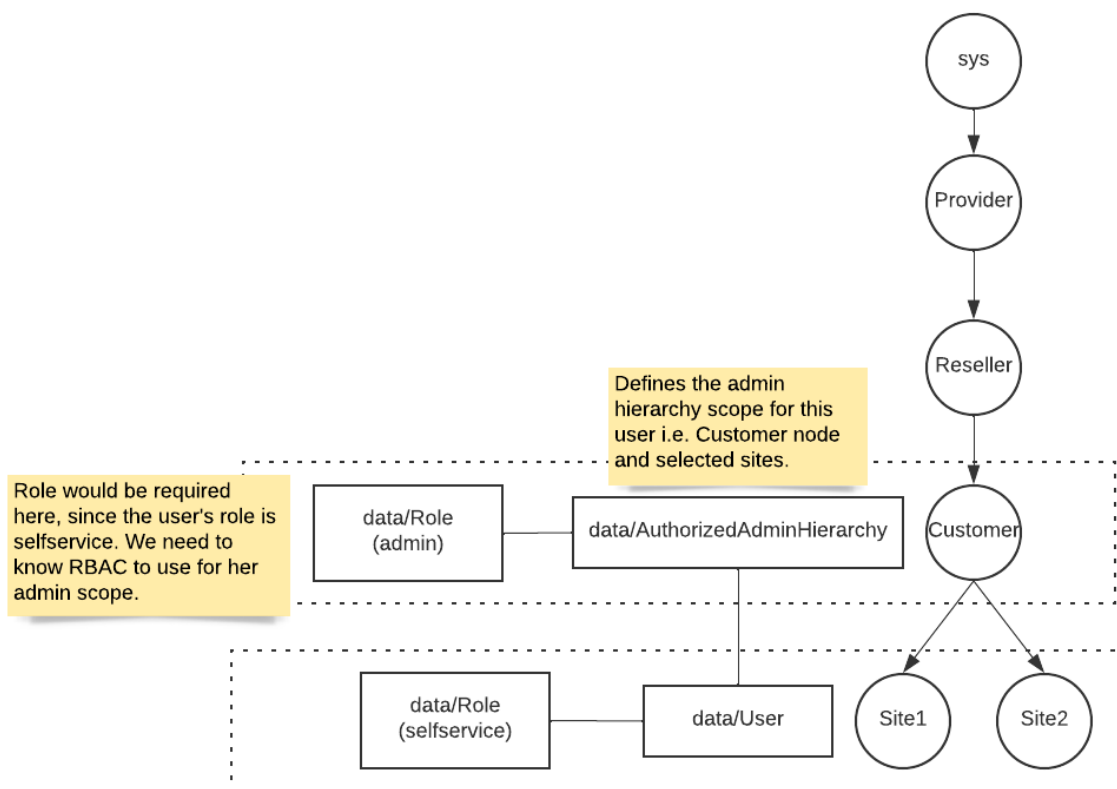 sys
Provider
Reseller
Defines the admin
hierarchy scope for this
user i.e. Customer node
and selected sites.
Role would be required
here, since the user's role is
selfservice. We need to
know RBAC to use for her
admin scope.
data/Role
(admin)
data/AuthorizedAdminHierarchy
Customer
data/Role
(selfservice)
data/User
Site1
Site2